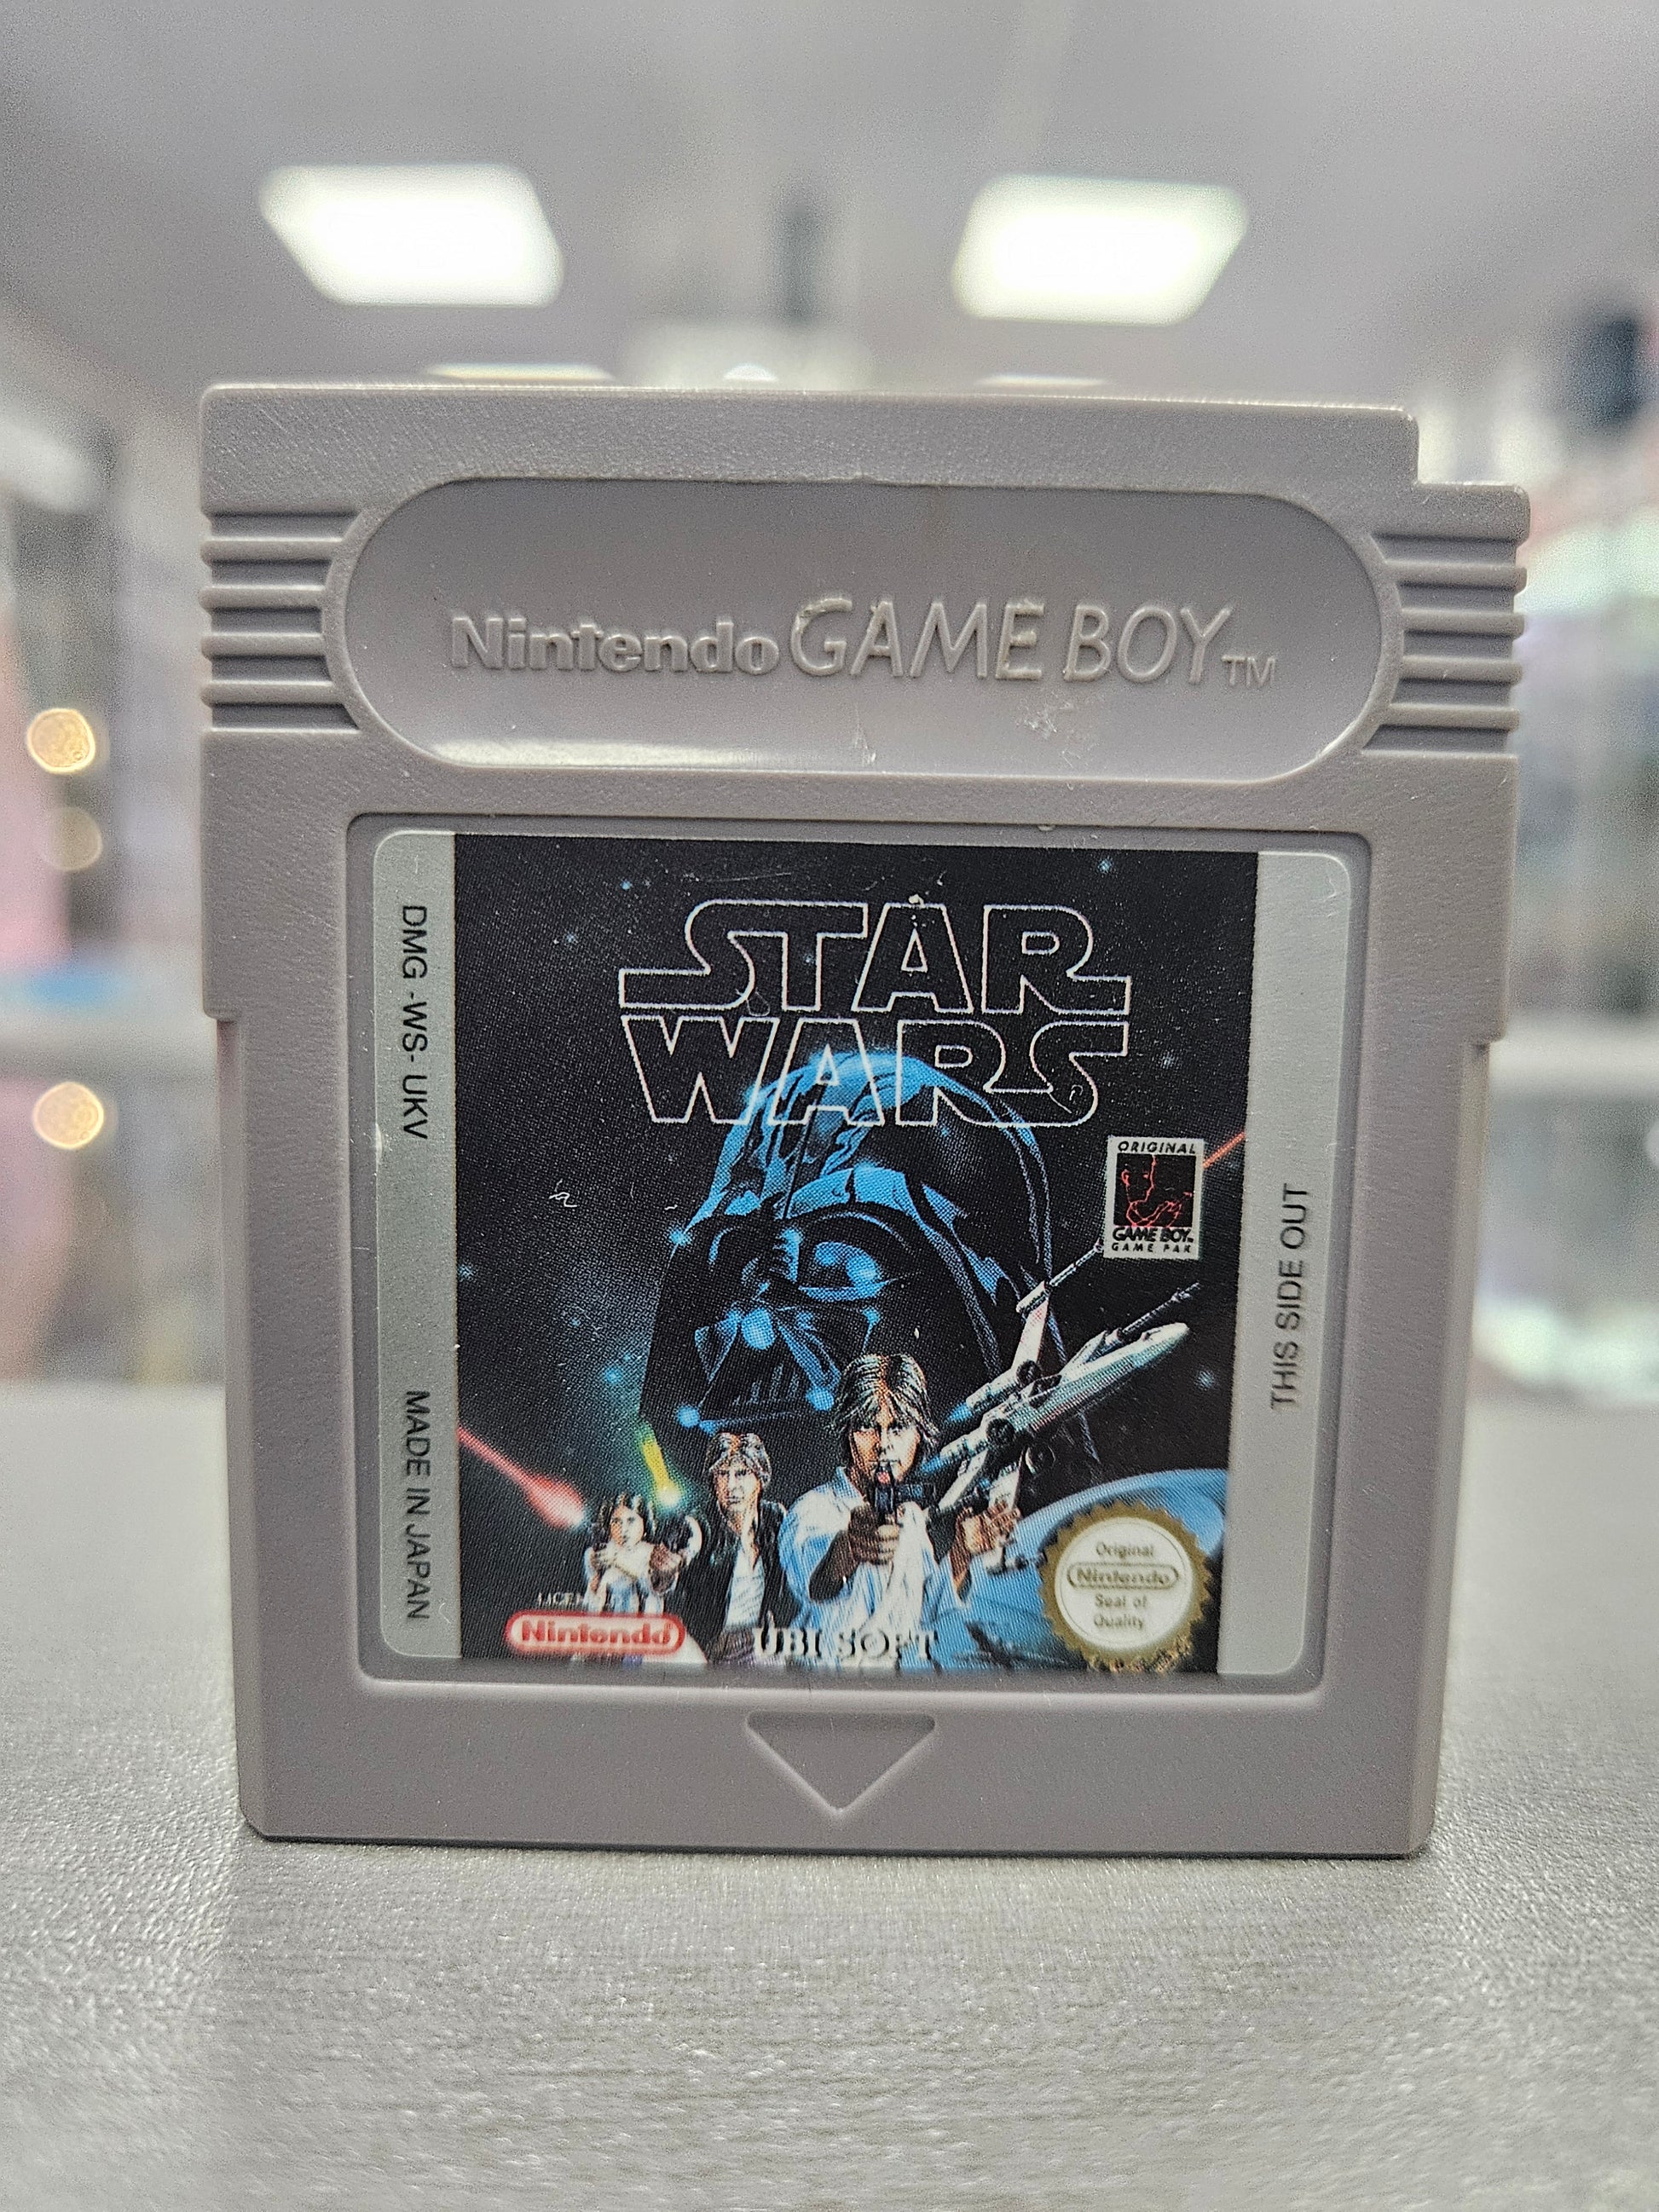 Nintendo GAME BOY TM
DMG -WS- UKV
MADE IN JAPAN
STAR
WARS
ORIGINAL
GAME BOY
GAME PAK
THIS SIDE OUT
Nintendo
UBI SOFT
Original
Nintendo
Seal of
Quality